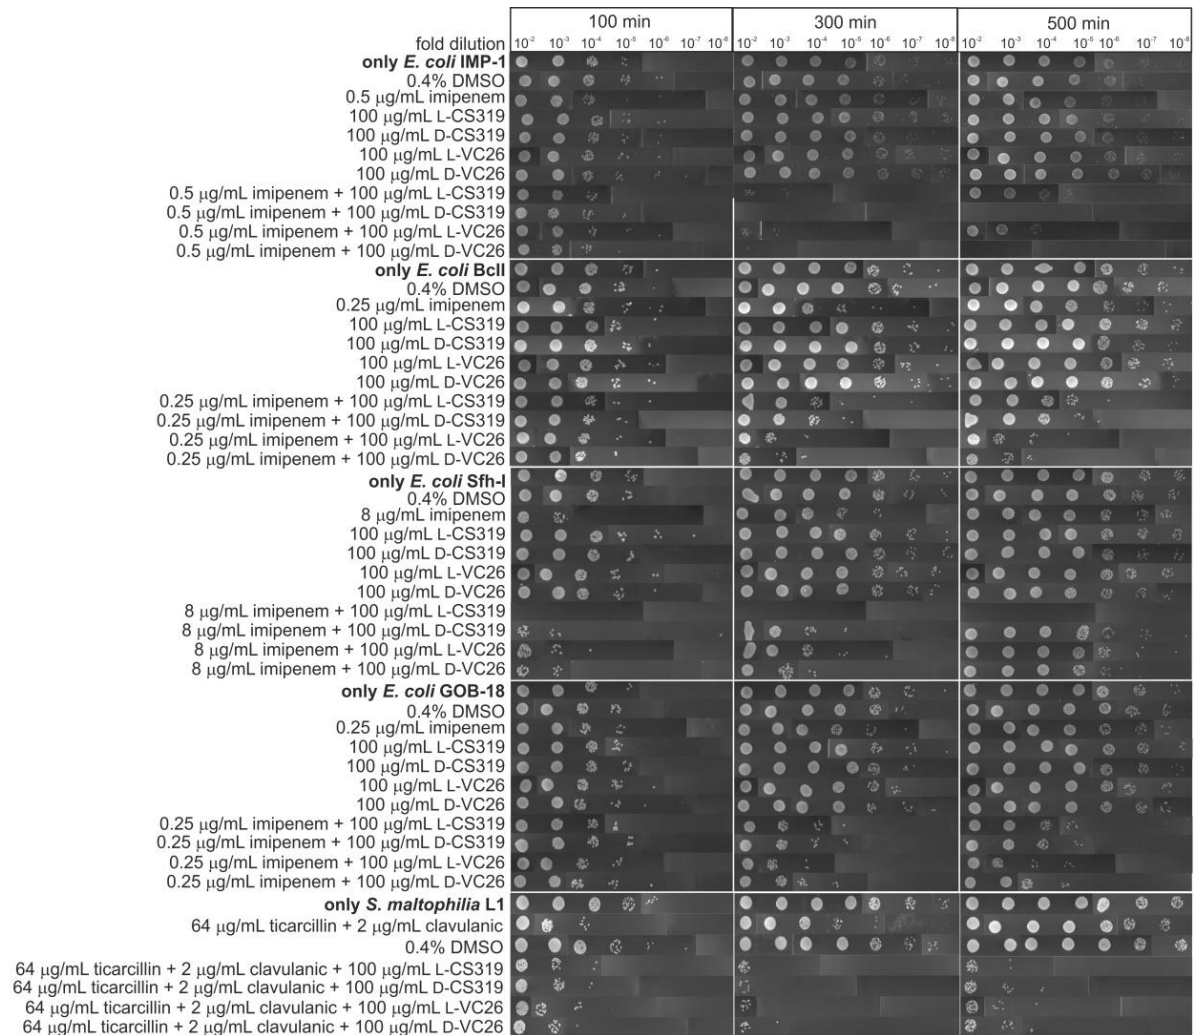 100 min 300 min 500 min
fold dilution 10-2 10-3 10-4 10-5 10-6 10-7 10-8 10-2 10-3 10-4 10-5 10-6 10-7 10-8 10-2 10-3 10-4 10-5 10-6 10-7 10-8
only E. coli IMP-1
0.4% DMSO
0.5 μg/mL imipenem
100 μg/mL L-CS319
100 μg/mL D-CS319
100 μg/mL L-VC26
100 μg/mL D-VC26
0.5 μg/mL imipenem + 100 μg/mL L-CS319
0.5 μg/mL imipenem + 100 μg/mL D-CS319
0.5 μg/mL imipenem + 100 μg/mL L-VC26
0.5 μg/mL imipenem + 100 μg/mL D-VC26
only E. coli BcII
0.4% DMSO
0.25 μg/mL imipenem
100 μg/mL L-CS319
100 μg/mL D-CS319
100 μg/mL L-VC26
100 μg/mL D-VC26
0.25 μg/mL imipenem + 100 μg/mL L-CS319
0.25 μg/mL imipenem + 100 μg/mL D-CS319
0.25 μg/mL imipenem + 100 μg/mL L-VC26
0.25 μg/mL imipenem + 100 μg/mL D-VC26
only E. coli Sfh-I
0.4% DMSO
8 μg/mL imipenem
100 μg/mL L-CS319
100 μg/mL D-CS319
100 μg/mL L-VC26
100 μg/mL D-VC26
8 μg/mL imipenem + 100 μg/mL L-CS319
8 μg/mL imipenem + 100 μg/mL D-CS319
8 μg/mL imipenem + 100 μg/mL L-VC26
8 μg/mL imipenem + 100 μg/mL D-VC26
only E. coli GOB-18
0.4% DMSO
0.25 μg/mL imipenem
100 μg/mL L-CS319
100 μg/mL D-CS319
100 μg/mL L-VC26
100 μg/mL D-VC26
0.25 μg/mL imipenem + 100 μg/mL L-CS319
0.25 μg/mL imipenem + 100 μg/mL D-CS319
0.25 μg/mL imipenem + 100 μg/mL L-VC26
0.25 μg/mL imipenem + 100 μg/mL D-VC26
only S. maltophilia L1
64 μg/mL ticarcillin + 2 μg/mL clavulanic
0.4% DMSO
64 μg/mL ticarcillin + 2 μg/mL clavulanic + 100 μg/mL L-CS319
64 μg/mL ticarcillin + 2 μg/mL clavulanic + 100 μg/mL D-CS319
64 μg/mL ticarcillin + 2 μg/mL clavulanic + 100 μg/mL L-VC26
64 μg/mL ticarcillin + 2 μg/mL clavulanic + 100 μg/mL D-VC26